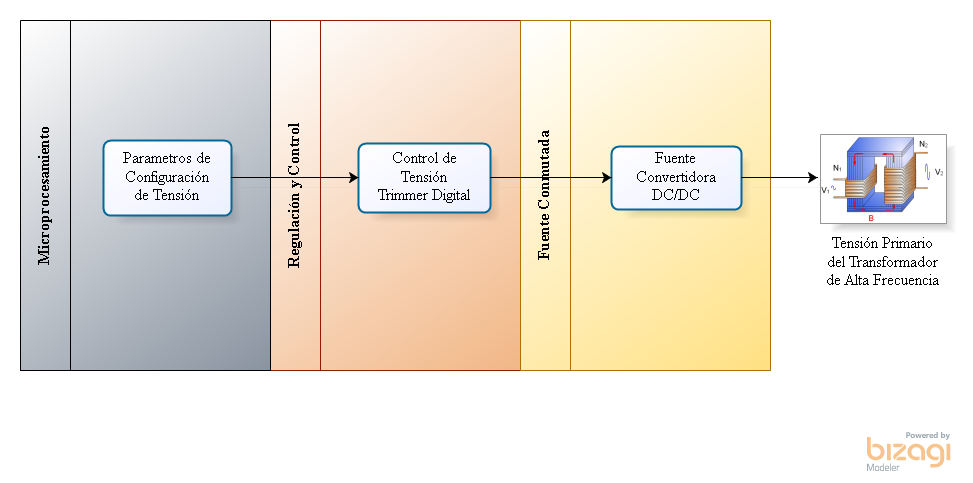 Microprocesamiento
Parametros de
Configuración
de Tensión
Regulación y Control
Control de
Tensión
Trimmer Digital
Fuente Conmutada
Fuente
Convertidora
DC/DC
N₁
N₂
V₁
V₂
B
Tensión Primario
del Transformador
de Alta Frecuencia
Powered by
bizagi
Modeler